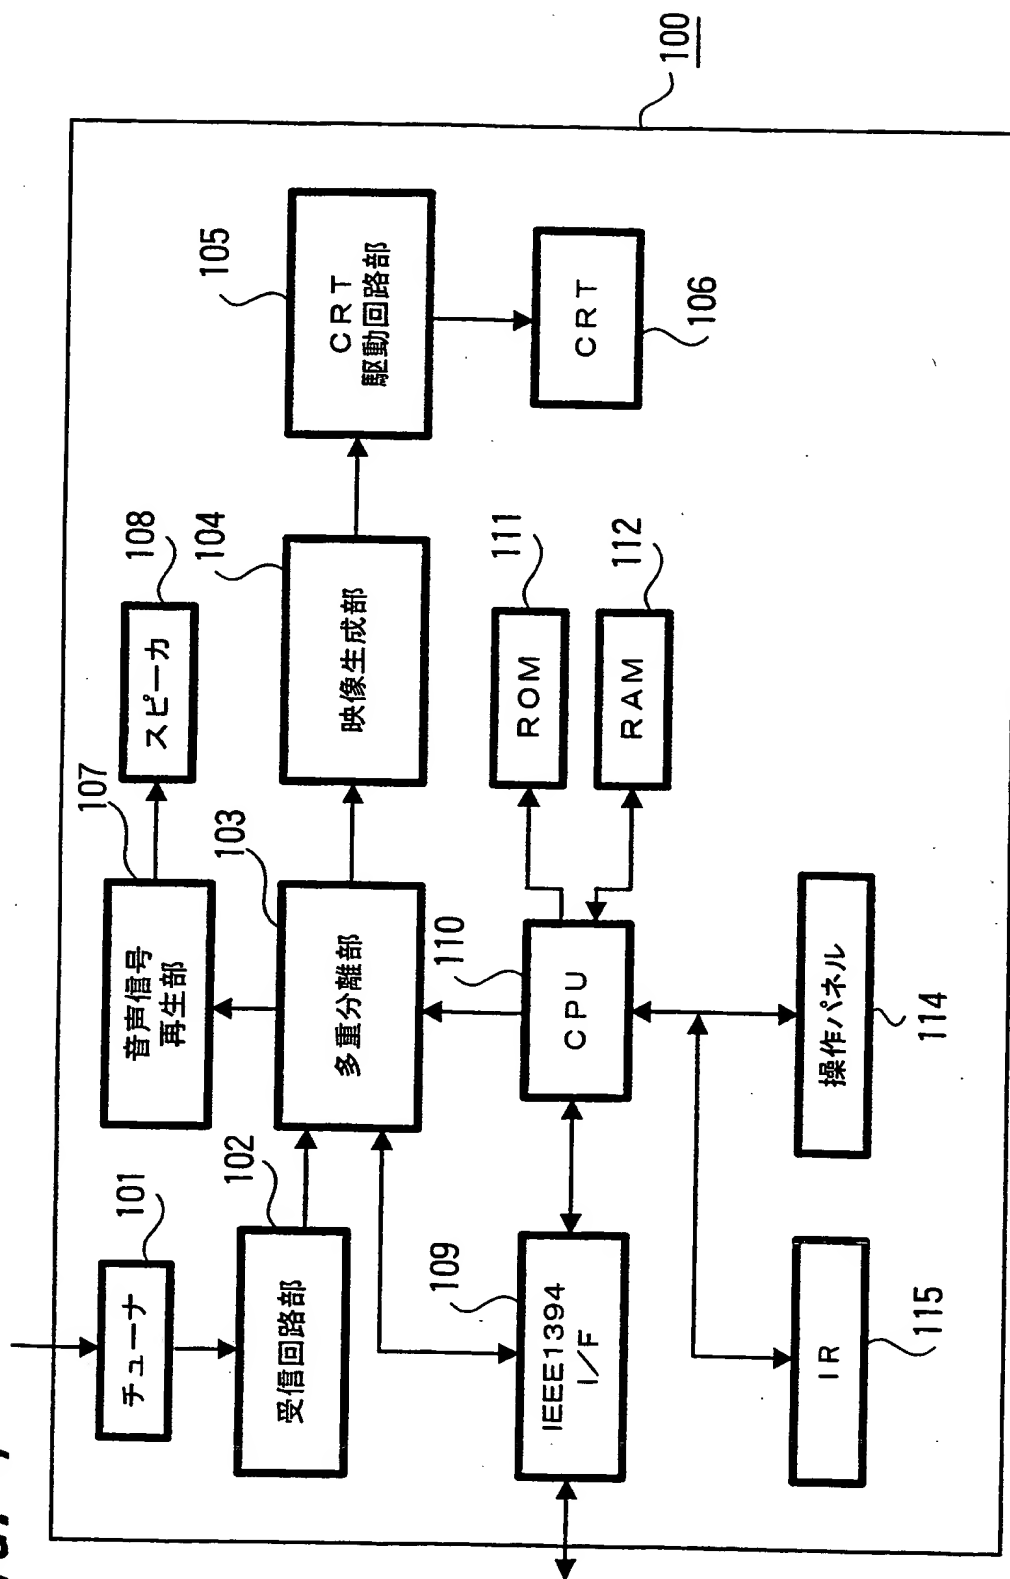 100
チューナ
101
受信回路部
102
音声信号
再生部
107
スピーカ
108
多重分離部
103
映像生成部
104
CRT
駆動回路部
105
CRT
106
IEEE1394
I/F
109
CPU
110
ROM
111
RAM
112
IR
115
操作パネル
114